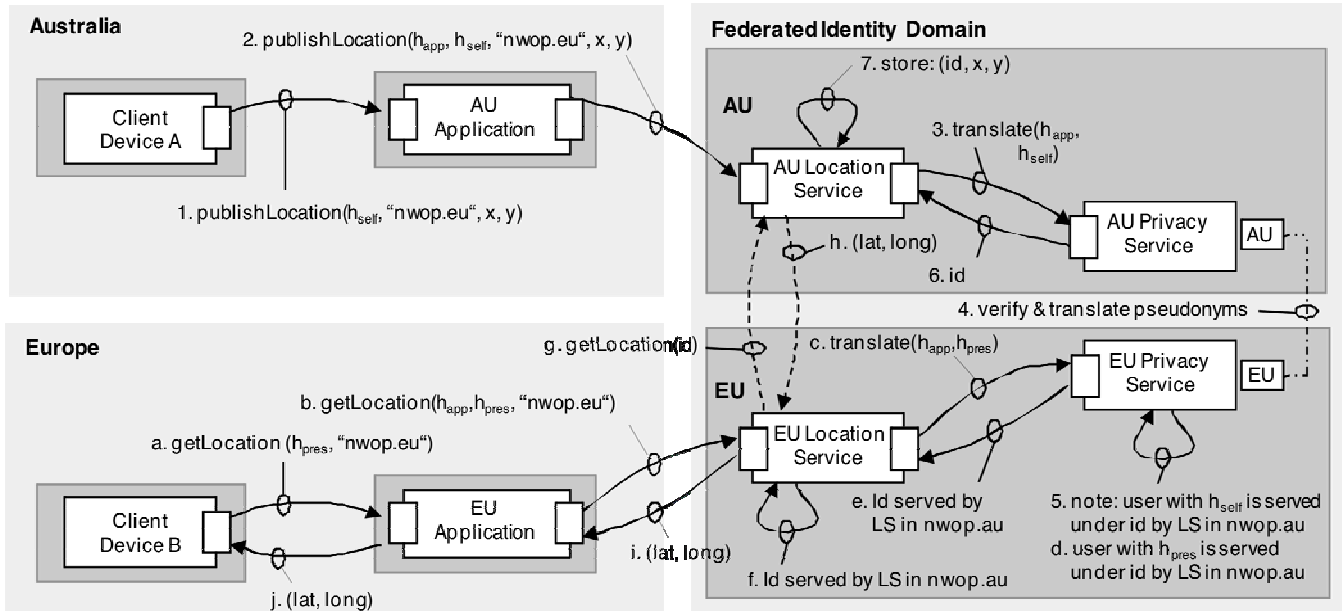 Australia
2. publishLocation(happ, hself, “nwop.eu“, x, y)
Client
Device A
AU
Application
1. publishLocation(hself, “nwop.eu“, x, y)
Federated Identity Domain
7. store: (id, x, y)
AU
3. translate(happ,
hself)
AU Location
Service
AU Privacy
Service
AU
h. (lat, long)
6. id
4. verify & translate pseudonyms
Europe
g. getLocation(id)
c. translate(happ,hpres)
EU Privacy
Service
EU
EU
b. getLocation(happ,hpres, “nwop.eu“)
a. getLocation (hpres, “nwop.eu“)
EU Location
Service
Client
Device B
EU
Application
e. Id served by
LS in nwop.au
5. note: user with hself is served
under id by LS in nwop.au
d. user with hpres is served
under id by LS in nwop.au
i. (lat, long)
f. Id served by LS in nwop.au
j. (lat, long)